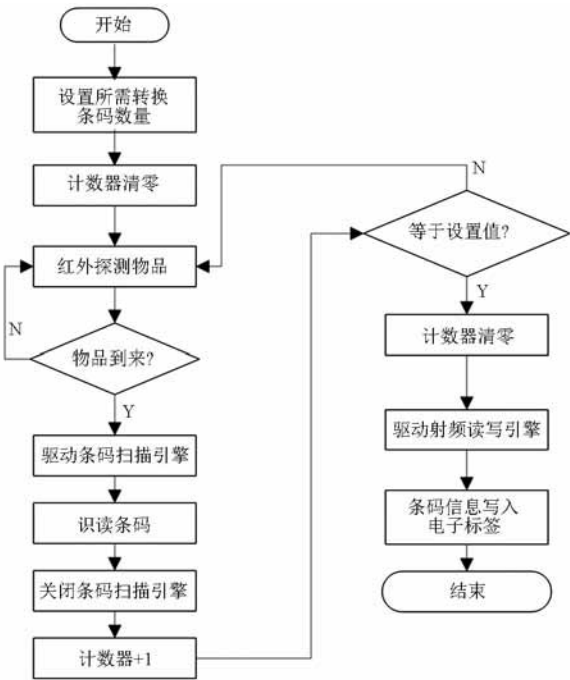 开始
设置所需转换
条码数量
计数器清零
红外探测物品
N
物品到来?
Y
驱动条码扫描引擎
识读条码
关闭条码扫描引擎
计数器+1
N
等于设置值?
Y
计数器清零
驱动射频读写引擎
条码信息写入
电子标签
结束